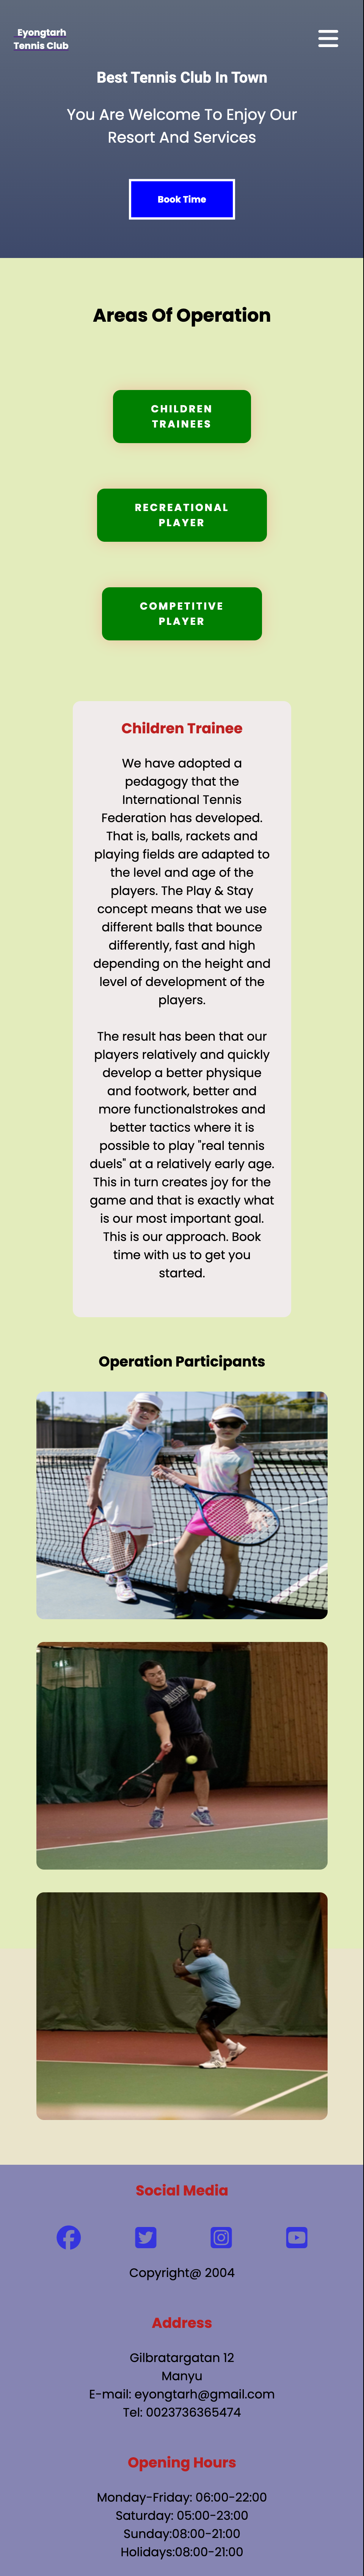 Eyongtarh
Tennis Club
Best Tennis Club In Town
You Are Welcome To Enjoy Our
Resort And Services
Book Time
Areas Of Operation
CHILDREN
TRAINEES
RECREATIONAL
PLAYER
COMPETITIVE
PLAYER
Children Trainee
We have adopted a
pedagogy that the
International Tennis
Federation has developed.
That is, balls, rackets and
playing fields are adapted to
the level and age of the
players. The Play & Stay
concept means that we use
different balls that bounce
differently, fast and high
depending on the height and
level of development of the
players.
The result has been that our
players relatively and quickly
develop a better physique
and footwork, better and
more functionalstrokes and
better tactics where it is
possible to play "real tennis
duels" at a relatively early age.
This in turn creates joy for the
game and that is exactly what
is our most important goal.
This is our approach. Book
time with us to get you
started.
Operation Participants
Social Media
Copyright@ 2004
Address
Gilbratargatan 12
Manyu
E-mail: eyongtarh@gmail.com
Tel: 0023736365474
Opening Hours
Monday-Friday: 06:00-22:00
Saturday: 05:00-23:00
Sunday:08:00-21:00
Holidays:08:00-21:00